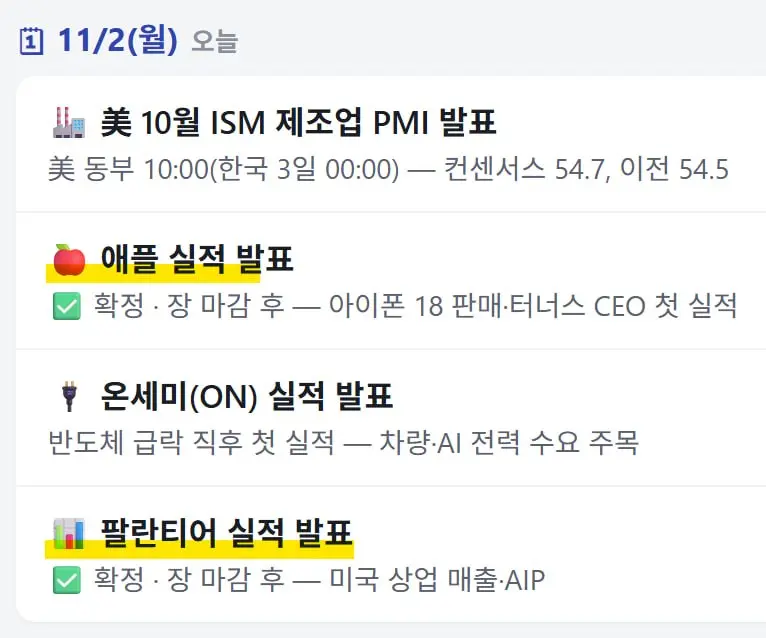 11/2(월) 오늘
美 10월 ISM 제조업 PMI 발표
美 동부 10:00(한국 3일 00:00) — 컨센서스 54.7, 이전 54.5
애플 실적 발표
확정 · 장 마감 후 — 아이폰 18 판매·터너스 CEO 첫 실적
온세미(ON) 실적 발표
반도체 급락 직후 첫 실적 — 차량·AI 전력 수요 주목
팔란티어 실적 발표
확정 · 장 마감 후 — 미국 상업 매출·AIP